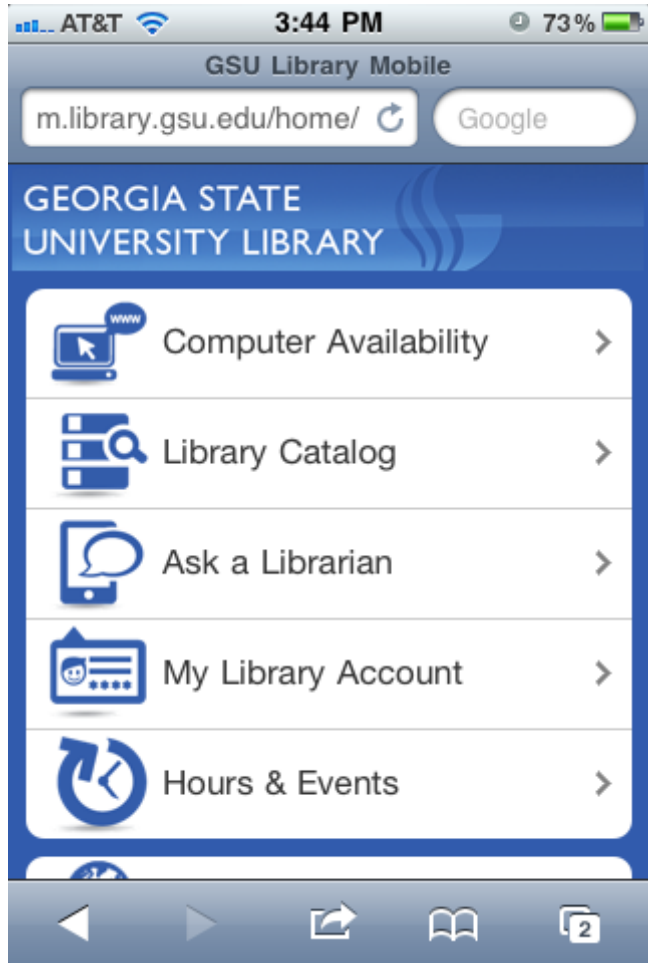 AT&T 3:44 PM 73%
GSU Library Mobile
m.library.gsu.edu/home/ Google
GEORGIA STATE
UNIVERSITY LIBRARY
www
Computer Availability
Library Catalog
Ask a Librarian
My Library Account
****
Hours & Events
2